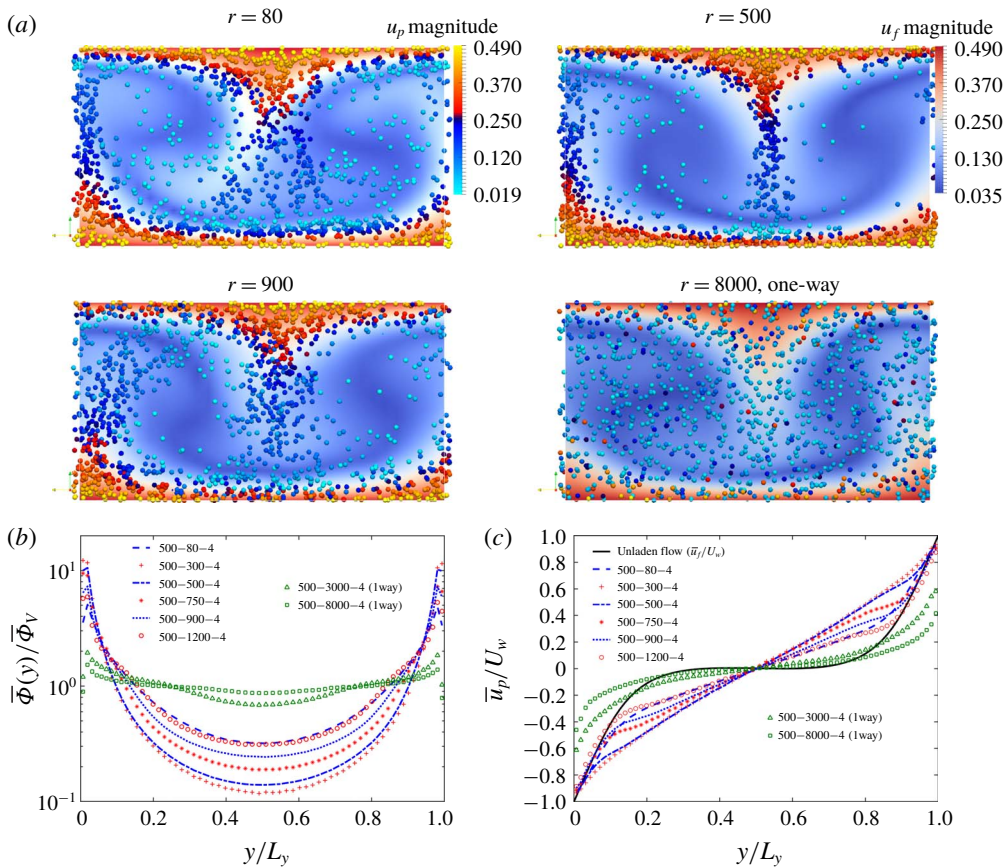 (a)
r = 80
r = 500
u_p magnitude
0.490
0.370
0.250
0.120
0.019
u_f magnitude
0.490
0.370
0.250
0.130
0.035
r = 900
r = 8000, one-way
(b)
10¹
10⁰
10⁻¹
Φ̅(y)/Φ̅_V
500−80−4
500−300−4
500−500−4
500−750−4
500−900−4
500−1200−4
500−3000−4 (1way)
500−8000−4 (1way)
0 0.2 0.4 0.6 0.8 1.0
y/L_y
(c)
1.0
0.8
0.6
0.4
0.2
0
−0.2
−0.4
−0.6
−0.8
−1.0
u̅_p/U_w
Unladen flow (u̅_f/U_w)
500−80−4
500−300−4
500−500−4
500−750−4
500−900−4
500−1200−4
500−3000−4 (1way)
500−8000−4 (1way)
0 0.2 0.4 0.6 0.8 1.0
y/L_y